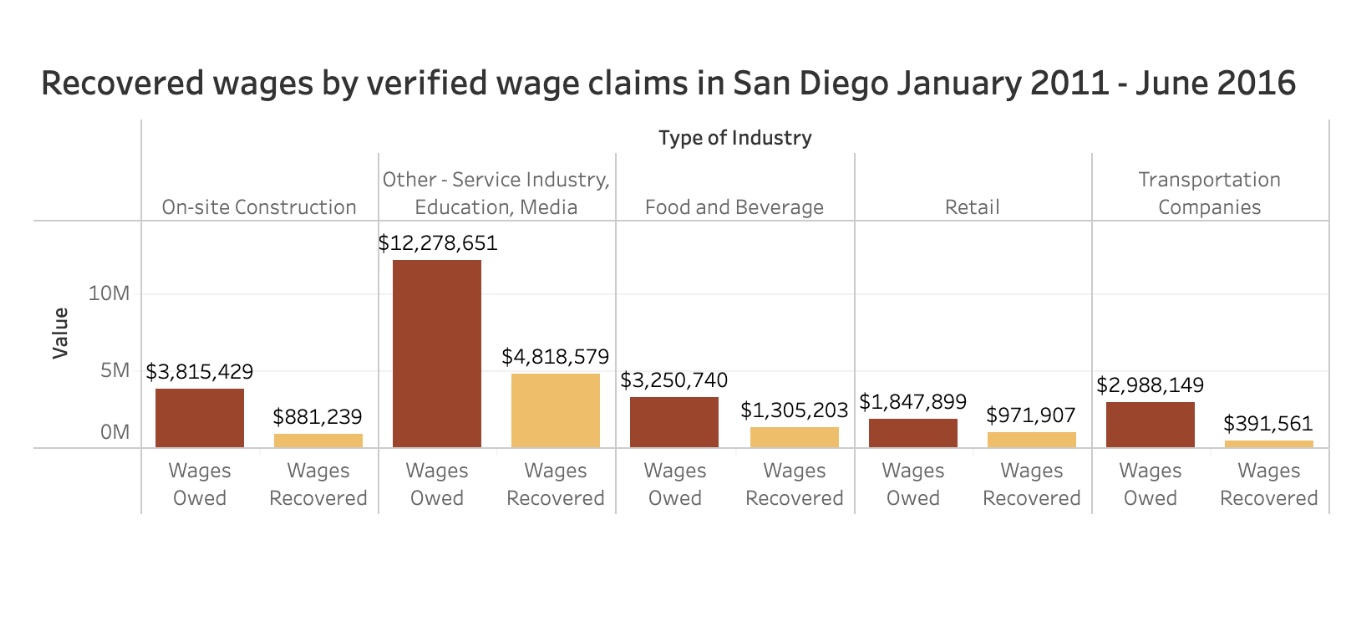 Recovered wages by verified wage claims in San Diego January 2011 - June 2016
Type of Industry
On-site Construction
Other - Service Industry,
Education, Media
Food and Beverage
Retail
Transportation
Companies
Value
10M
5M
0M
$3,815,429
$881,239
$12,278,651
$4,818,579
$3,250,740
$1,305,203
$1,847,899
$971,907
$2,988,149
$391,561
Wages
Owed
Wages
Recovered
Wages
Owed
Wages
Recovered
Wages
Owed
Wages
Recovered
Wages
Owed
Wages
Recovered
Wages
Owed
Wages
Recovered